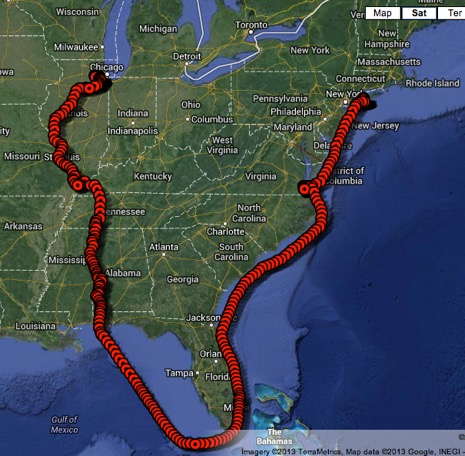 Map Sat Ter
Wisconsin
Michigan
Toronto
Ver
New
Hampshire
Milwaukee
Detroit
New York
Massachusetts
Chicago
Connecticut
Rhode Island
owa
Ohio
Pennsylvania
New York
Philadelphia
Indiana
Columbus
Maryland
New Jersey
Indianapolis
West
Virginia
Delaware
Missouri
Kentucky
Virginia
District of
Columbia
Tennessee
North
Carolina
Arkansas
Charlotte
Atlanta
South
Carolina
Mississippi
Alabama
Georgia
Louisiana
Jackson
Orlan
Tampa
Florida
Gulf of
Mexico
The
Bahamas
Imagery ©2013 TerraMetrics, Map data ©2013 Google, INEGI